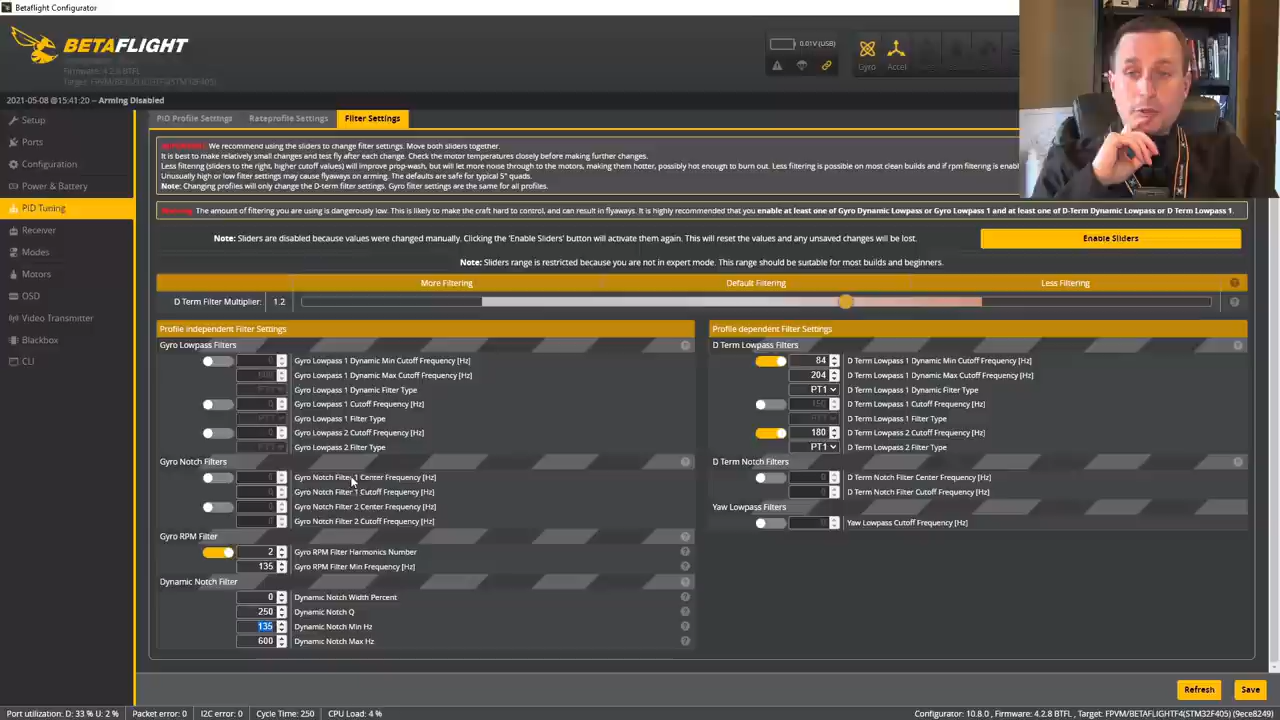 Betaflight Configurator
BETAFLIGHT
Firmware: 4.2.8 BTFL
Target: FPVM/BETAFLIGHTF4(STM32F405)
0.01V (USB)
Gyro
Accel
2021-05-08 @15:41:20 -- Arming Disabled
Setup
Ports
Configuration
Power & Battery
PID Tuning
Receiver
Modes
Motors
OSD
Video Transmitter
Blackbox
CLI
PID Profile Settings
Rateprofile Settings
Filter Settings
We recommend using the sliders to change filter settings. Move both sliders together.
It is best to make relatively small changes and test fly after each change. Check the motor temperatures closely before making further changes.
Less filtering (sliders to the right, higher cutoff values) will improve propwash, but will let more noise through to the motors, making them hotter, possibly hot enough to burn out. Less filtering is possible on most clean builds and if rpm filtering is enabl
Unusually high or low filter settings may cause flyaways on arming. The defaults are safe for typical 5" quads.
Note: Changing profiles will only change the D-term filter settings. Gyro filter settings are the same for all profiles.
Warning: The amount of filtering you are using is dangerously low. This is likely to make the craft hard to control, and can result in flyaways. It is highly recommended that you enable at least one of Gyro Dynamic Lowpass or Gyro Lowpass 1 and at least one of D-Term Dynamic Lowpass or D Term Lowpass 1.
Note: Sliders are disabled because values were changed manually. Clicking the 'Enable Sliders' button will activate them again. This will reset the values and any unsaved changes will be lost.
Enable Sliders
Note: Sliders range is restricted because you are not in expert mode. This range should be suitable for most builds and beginners.
More Filtering
Default Filtering
Less Filtering
D Term Filter Multiplier: 1.2
Profile independent Filter Settings
Gyro Lowpass Filters
0 Gyro Lowpass 1 Dynamic Min Cutoff Frequency [Hz]
Gyro Lowpass 1 Dynamic Max Cutoff Frequency [Hz]
Gyro Lowpass 1 Dynamic Filter Type
0 Gyro Lowpass 1 Cutoff Frequency [Hz]
Gyro Lowpass 1 Filter Type
0 Gyro Lowpass 2 Cutoff Frequency [Hz]
Gyro Lowpass 2 Filter Type
Gyro Notch Filters
0 Gyro Notch Filter 1 Center Frequency [Hz]
0 Gyro Notch Filter 1 Cutoff Frequency [Hz]
0 Gyro Notch Filter 2 Center Frequency [Hz]
0 Gyro Notch Filter 2 Cutoff Frequency [Hz]
Gyro RPM Filter
2 Gyro RPM Filter Harmonics Number
135 Gyro RPM Filter Min Frequency [Hz]
Dynamic Notch Filter
0 Dynamic Notch Width Percent
250 Dynamic Notch Q
135 Dynamic Notch Min Hz
600 Dynamic Notch Max Hz
Profile dependent Filter Settings
D Term Lowpass Filters
84 D Term Lowpass 1 Dynamic Min Cutoff Frequency [Hz]
204 D Term Lowpass 1 Dynamic Max Cutoff Frequency [Hz]
PT1 D Term Lowpass 1 Dynamic Filter Type
150 D Term Lowpass 1 Cutoff Frequency [Hz]
D Term Lowpass 1 Filter Type
180 D Term Lowpass 2 Cutoff Frequency [Hz]
PT1 D Term Lowpass 2 Filter Type
D Term Notch Filters
0 D Term Notch Filter Center Frequency [Hz]
0 D Term Notch Filter Cutoff Frequency [Hz]
Yaw Lowpass Filters
0 Yaw Lowpass Cutoff Frequency [Hz]
Refresh
Save
Port utilization: D: 33 % U: 2 %
Packet error: 0
I2C error: 0
Cycle Time: 250
CPU Load: 4 %
Configurator: 10.8.0 , Firmware: 4.2.8 BTFL , Target: FPVM/BETAFLIGHTF4(STM32F405) (9ece8249)